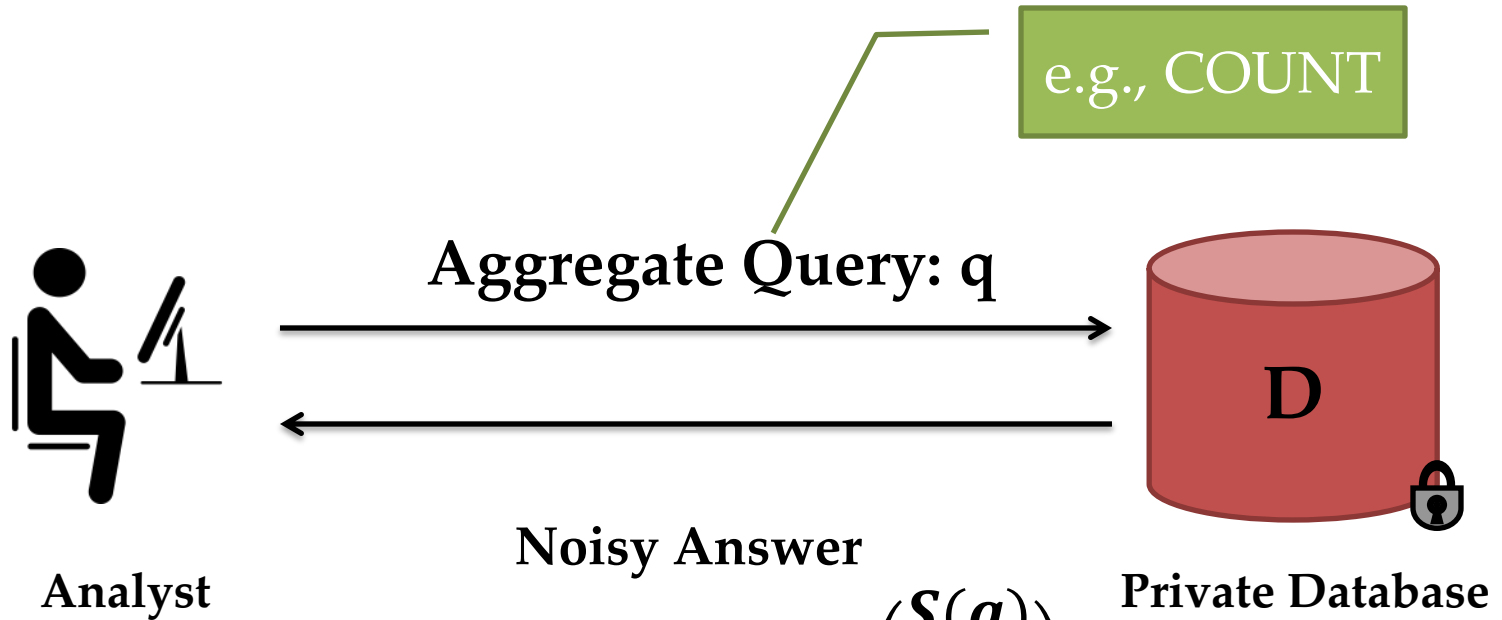 e.g., COUNT
Aggregate Query: q
D
Noisy Answer
Analyst
(S(q))
Private Database